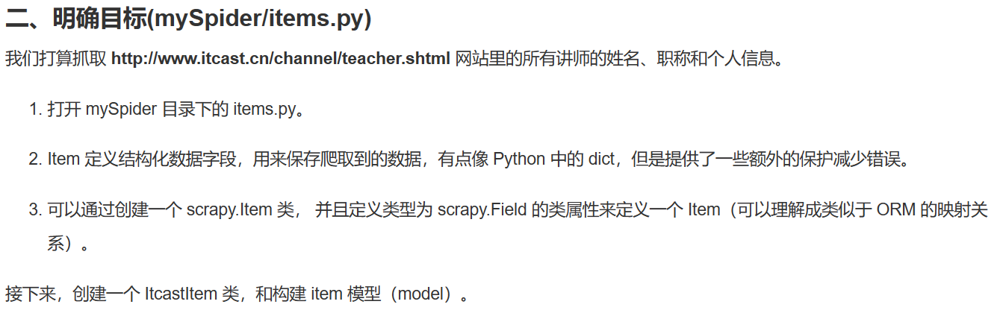 二、明确目标(mySpider/items.py)
我们打算抓取 http://www.itcast.cn/channel/teacher.shtml 网站里的所有讲师的姓名、职称和个人信息。
1. 打开 mySpider 目录下的 items.py。
2. Item 定义结构化数据字段，用来保存爬取到的数据，有点像 Python 中的 dict，但是提供了一些额外的保护减少错误。
3. 可以通过创建一个 scrapy.Item 类， 并且定义类型为 scrapy.Field 的类属性来定义一个 Item（可以理解成类似于 ORM 的映射关
系）。
接下来，创建一个 ItcastItem 类，和构建 item 模型（model）。